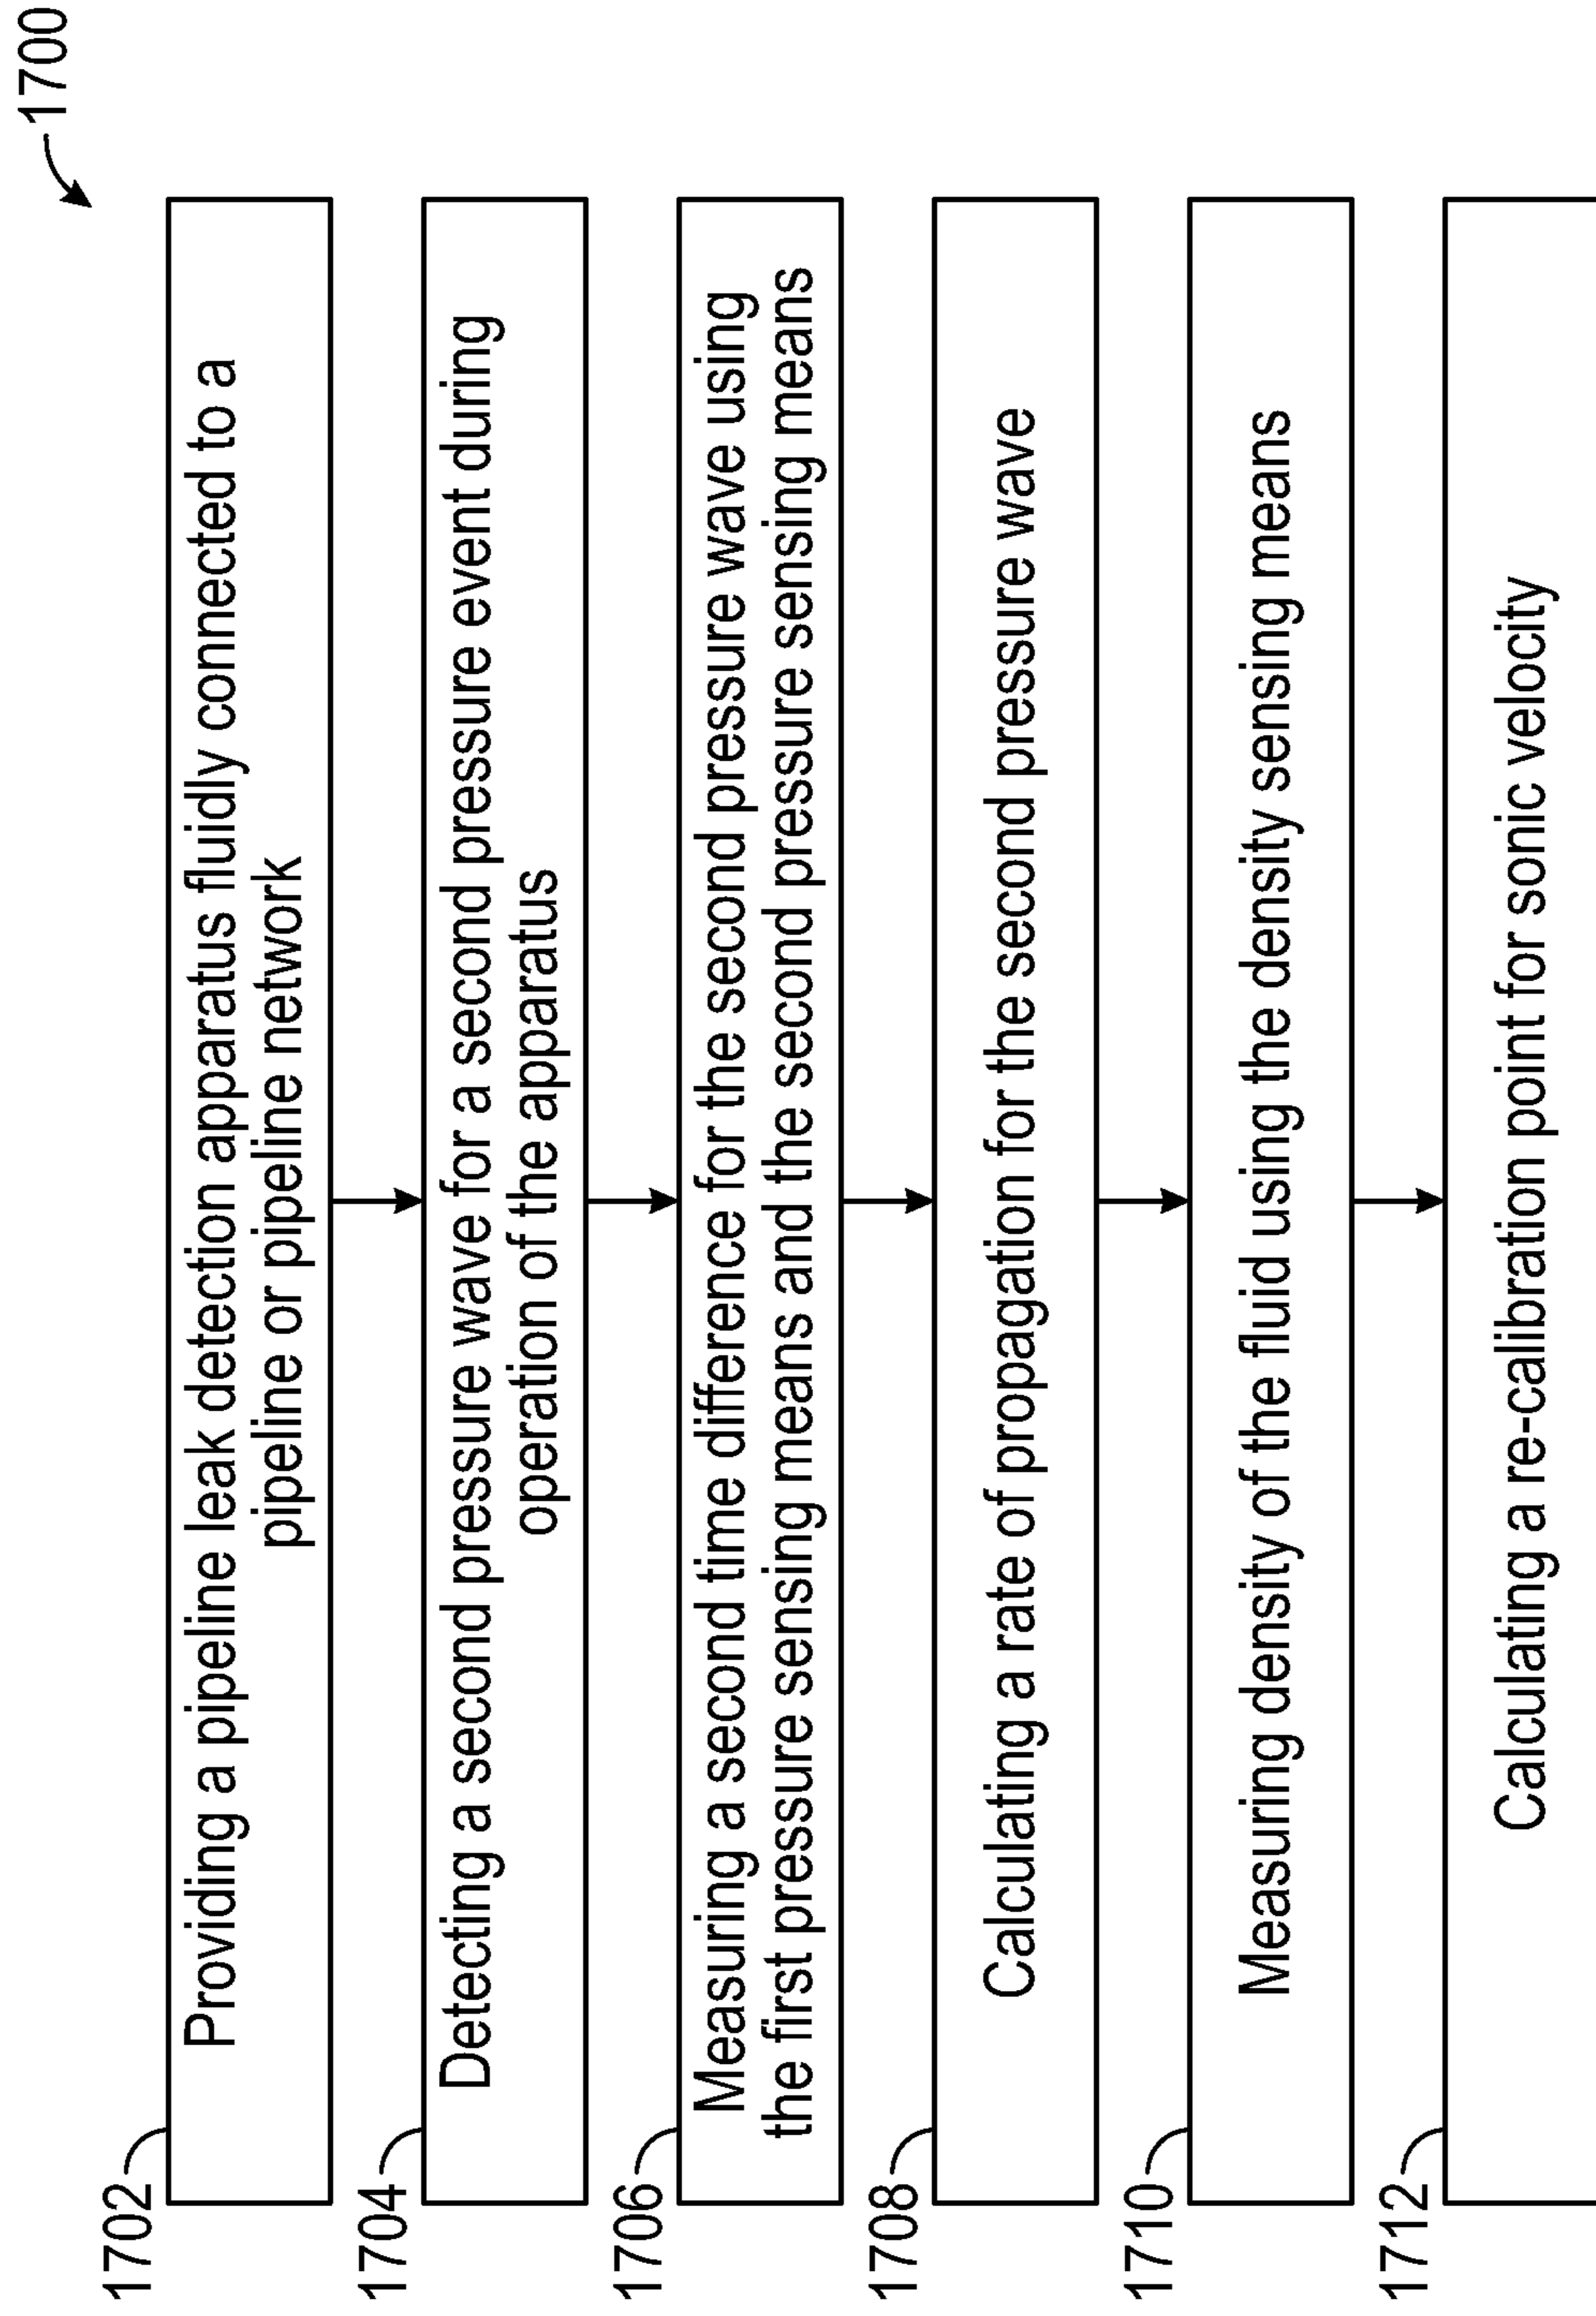 1700
1702
Providing a pipeline leak detection apparatus fluidly connected to a
pipeline or pipeline network
1704
Detecting a second pressure wave for a second pressure event during
operation of the apparatus
1706
Measuring a second time difference for the second pressure wave using
the first pressure sensing means and the second pressure sensing means
1708
Calculating a rate of propagation for the second pressure wave
1710
Measuring density of the fluid using the density sensing means
1712
Calculating a re-calibration point for sonic velocity